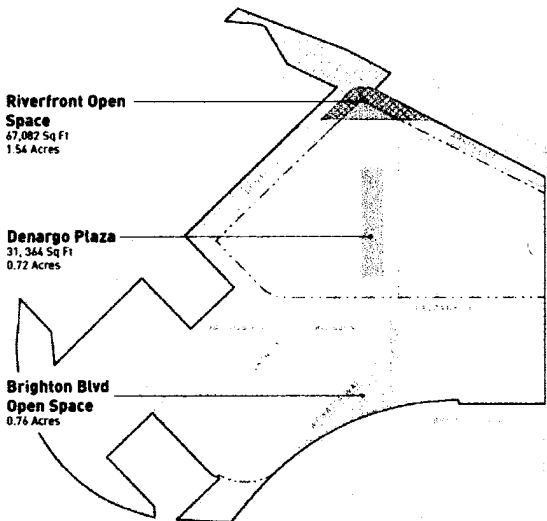 Riverfront Open
Space
67,082 Sq Ft
1.54 Acres
Denargo Plaza
31, 364 Sq Ft
0.72 Acres
Brighton Blvd
Open Space
0.76 Acres